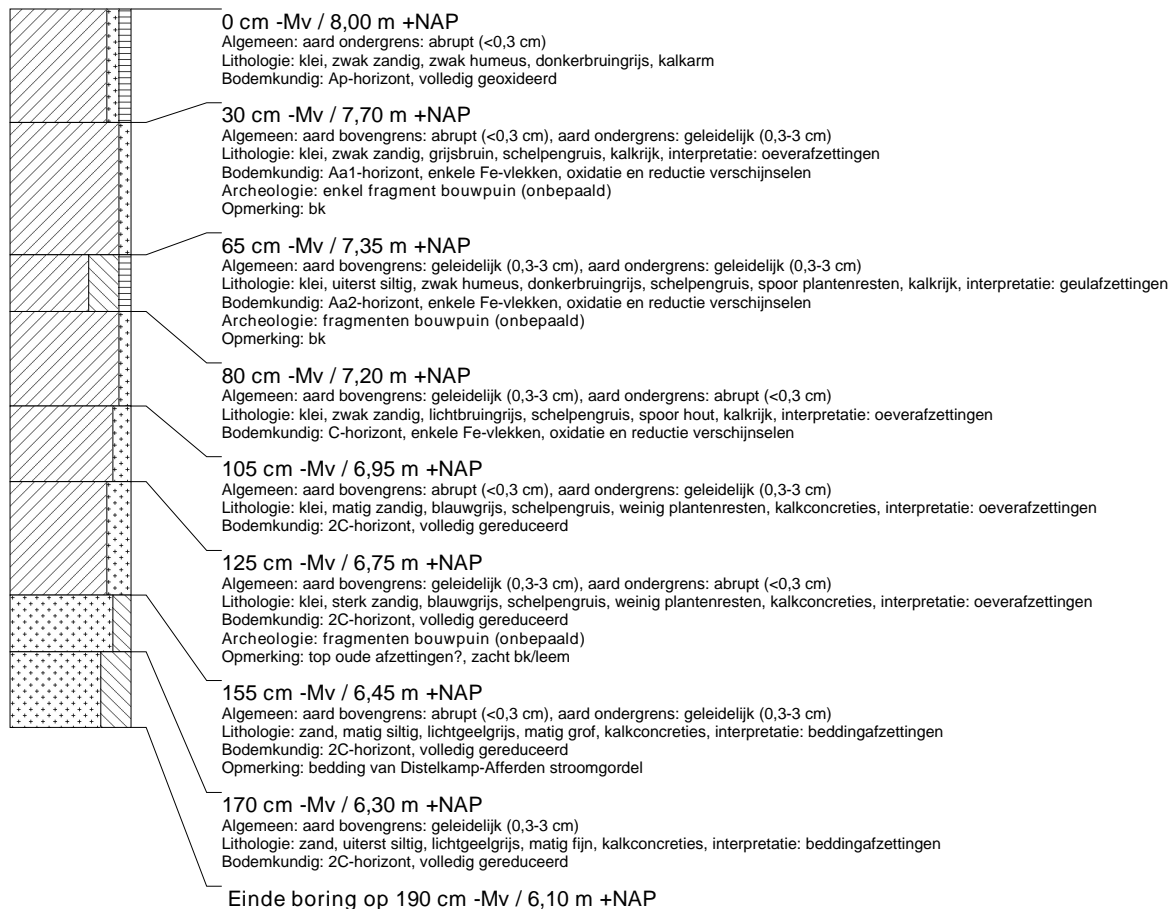 0 cm -Mv / 8,00 m +NAP
Algemeen: aard ondergrens: abrupt (<0,3 cm)
Lithologie: klei, zwak zandig, zwak humeus, donkerbruingrijs, kalkarm
Bodemkundig: Ap-horizont, volledig geoxideerd
30 cm -Mv / 7,70 m +NAP
Algemeen: aard bovengrens: abrupt (<0,3 cm), aard ondergrens: geleidelijk (0,3-3 cm)
Lithologie: klei, zwak zandig, grijsbruin, schelpengruis, kalkrijk, interpretatie: oeverafzettingen
Bodemkundig: Aa1-horizont, enkele Fe-vlekken, oxidatie en reductie verschijnselen
Archeologie: enkel fragment bouwpuin (onbepaald)
Opmerking: bk
65 cm -Mv / 7,35 m +NAP
Algemeen: aard bovengrens: geleidelijk (0,3-3 cm), aard ondergrens: geleidelijk (0,3-3 cm)
Lithologie: klei, uiterst siltig, zwak humeus, donkerbruingrijs, schelpengruis, spoor plantenresten, kalkrijk, interpretatie: geulafzettingen
Bodemkundig: Aa2-horizont, enkele Fe-vlekken, oxidatie en reductie verschijnselen
Archeologie: fragmenten bouwpuin (onbepaald)
Opmerking: bk
80 cm -Mv / 7,20 m +NAP
Algemeen: aard bovengrens: geleidelijk (0,3-3 cm), aard ondergrens: abrupt (<0,3 cm)
Lithologie: klei, zwak zandig, lichtbruingrijs, schelpengruis, spoor hout, kalkrijk, interpretatie: oeverafzettingen
Bodemkundig: C-horizont, enkele Fe-vlekken, oxidatie en reductie verschijnselen
105 cm -Mv / 6,95 m +NAP
Algemeen: aard bovengrens: abrupt (<0,3 cm), aard ondergrens: geleidelijk (0,3-3 cm)
Lithologie: klei, matig zandig, blauwgrijs, schelpengruis, weinig plantenresten, kalkconcreties, interpretatie: oeverafzettingen
Bodemkundig: 2C-horizont, volledig gereduceerd
125 cm -Mv / 6,75 m +NAP
Algemeen: aard bovengrens: geleidelijk (0,3-3 cm), aard ondergrens: abrupt (<0,3 cm)
Lithologie: klei, sterk zandig, blauwgrijs, schelpengruis, weinig plantenresten, kalkconcreties, interpretatie: oeverafzettingen
Bodemkundig: 2C-horizont, volledig gereduceerd
Archeologie: fragmenten bouwpuin (onbepaald)
Opmerking: top oude afzettingen?, zacht bk/leem
155 cm -Mv / 6,45 m +NAP
Algemeen: aard bovengrens: abrupt (<0,3 cm), aard ondergrens: geleidelijk (0,3-3 cm)
Lithologie: zand, matig siltig, lichtgeelgrijs, matig grof, kalkconcreties, interpretatie: beddingafzettingen
Bodemkundig: 2C-horizont, volledig gereduceerd
Opmerking: bedding van Distelkamp-Afferden stroomgordel
170 cm -Mv / 6,30 m +NAP
Algemeen: aard bovengrens: geleidelijk (0,3-3 cm)
Lithologie: zand, uiterst siltig, lichtgeelgrijs, matig fijn, kalkconcreties, interpretatie: beddingafzettingen
Bodemkundig: 2C-horizont, volledig gereduceerd
Einde boring op 190 cm -Mv / 6,10 m +NAP